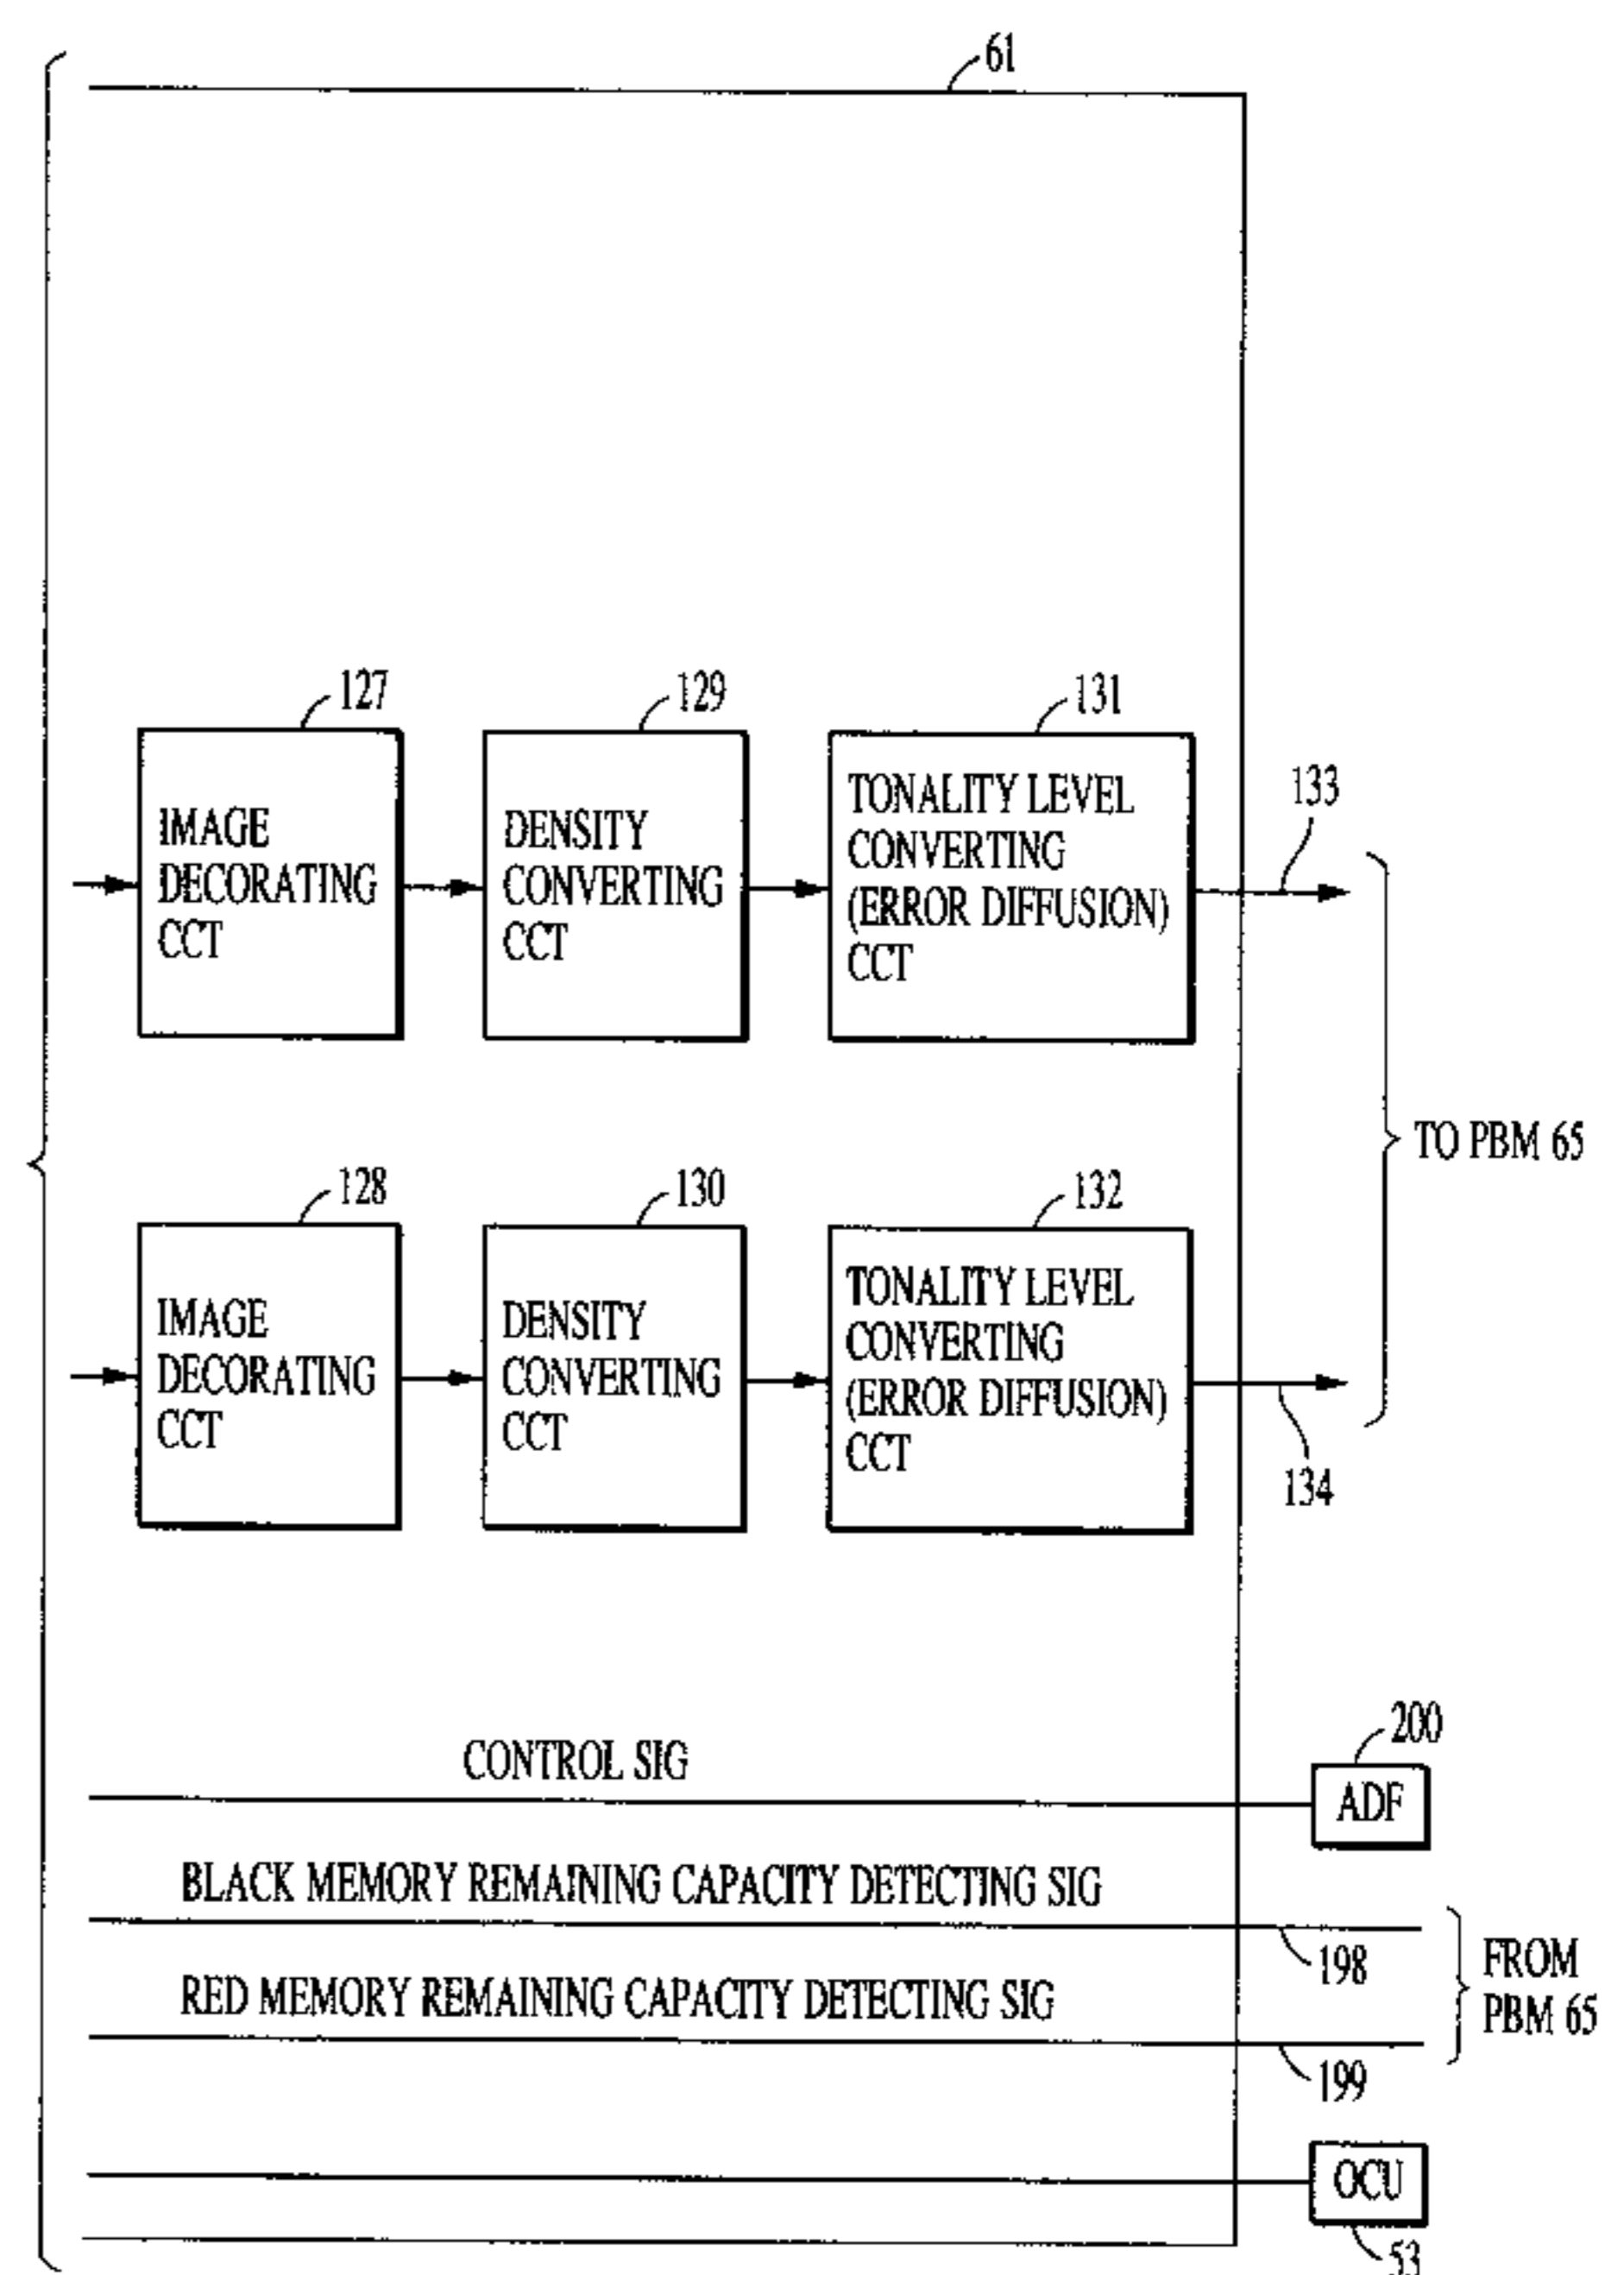 61
127
129
131
IMAGE
DECORATING
CCT
DENSITY
CONVERTING
CCT
TONALITY LEVEL
CONVERTING
(ERROR DIFFUSION)
CCT
133
TO PBM 65
128
130
132
IMAGE
DECORATING
CCT
DENSITY
CONVERTING
CCT
TONALITY LEVEL
CONVERTING
(ERROR DIFFUSION)
CCT
134
200
CONTROL SIG
ADF
BLACK MEMORY REMAINING CAPACITY DETECTING SIG
198
RED MEMORY REMAINING CAPACITY DETECTING SIG
199
FROM
PBM 65
OCU
53